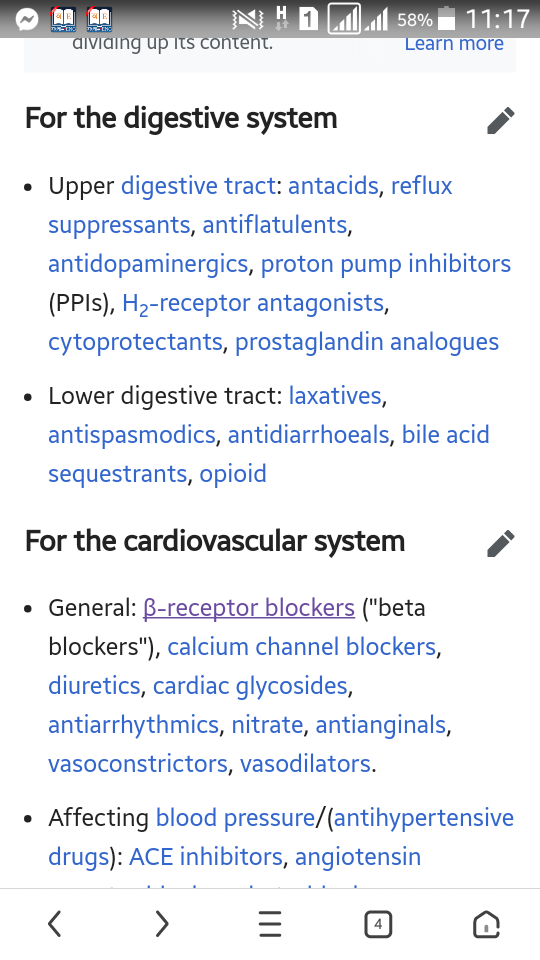 58% 11:17
dividing up its content. Learn more
For the digestive system
• Upper digestive tract: antacids, reflux
suppressants, antiflatulents,
antidopaminergics, proton pump inhibitors
(PPIs), H₂-receptor antagonists,
cytoprotectants, prostaglandin analogues
• Lower digestive tract: laxatives,
antispasmodics, antidiarrhoeals, bile acid
sequestrants, opioid
For the cardiovascular system
• General: β-receptor blockers ("beta
blockers"), calcium channel blockers,
diuretics, cardiac glycosides,
antiarrhythmics, nitrate, antianginals,
vasoconstrictors, vasodilators.
• Affecting blood pressure/(antihypertensive
drugs): ACE inhibitors, angiotensin
4